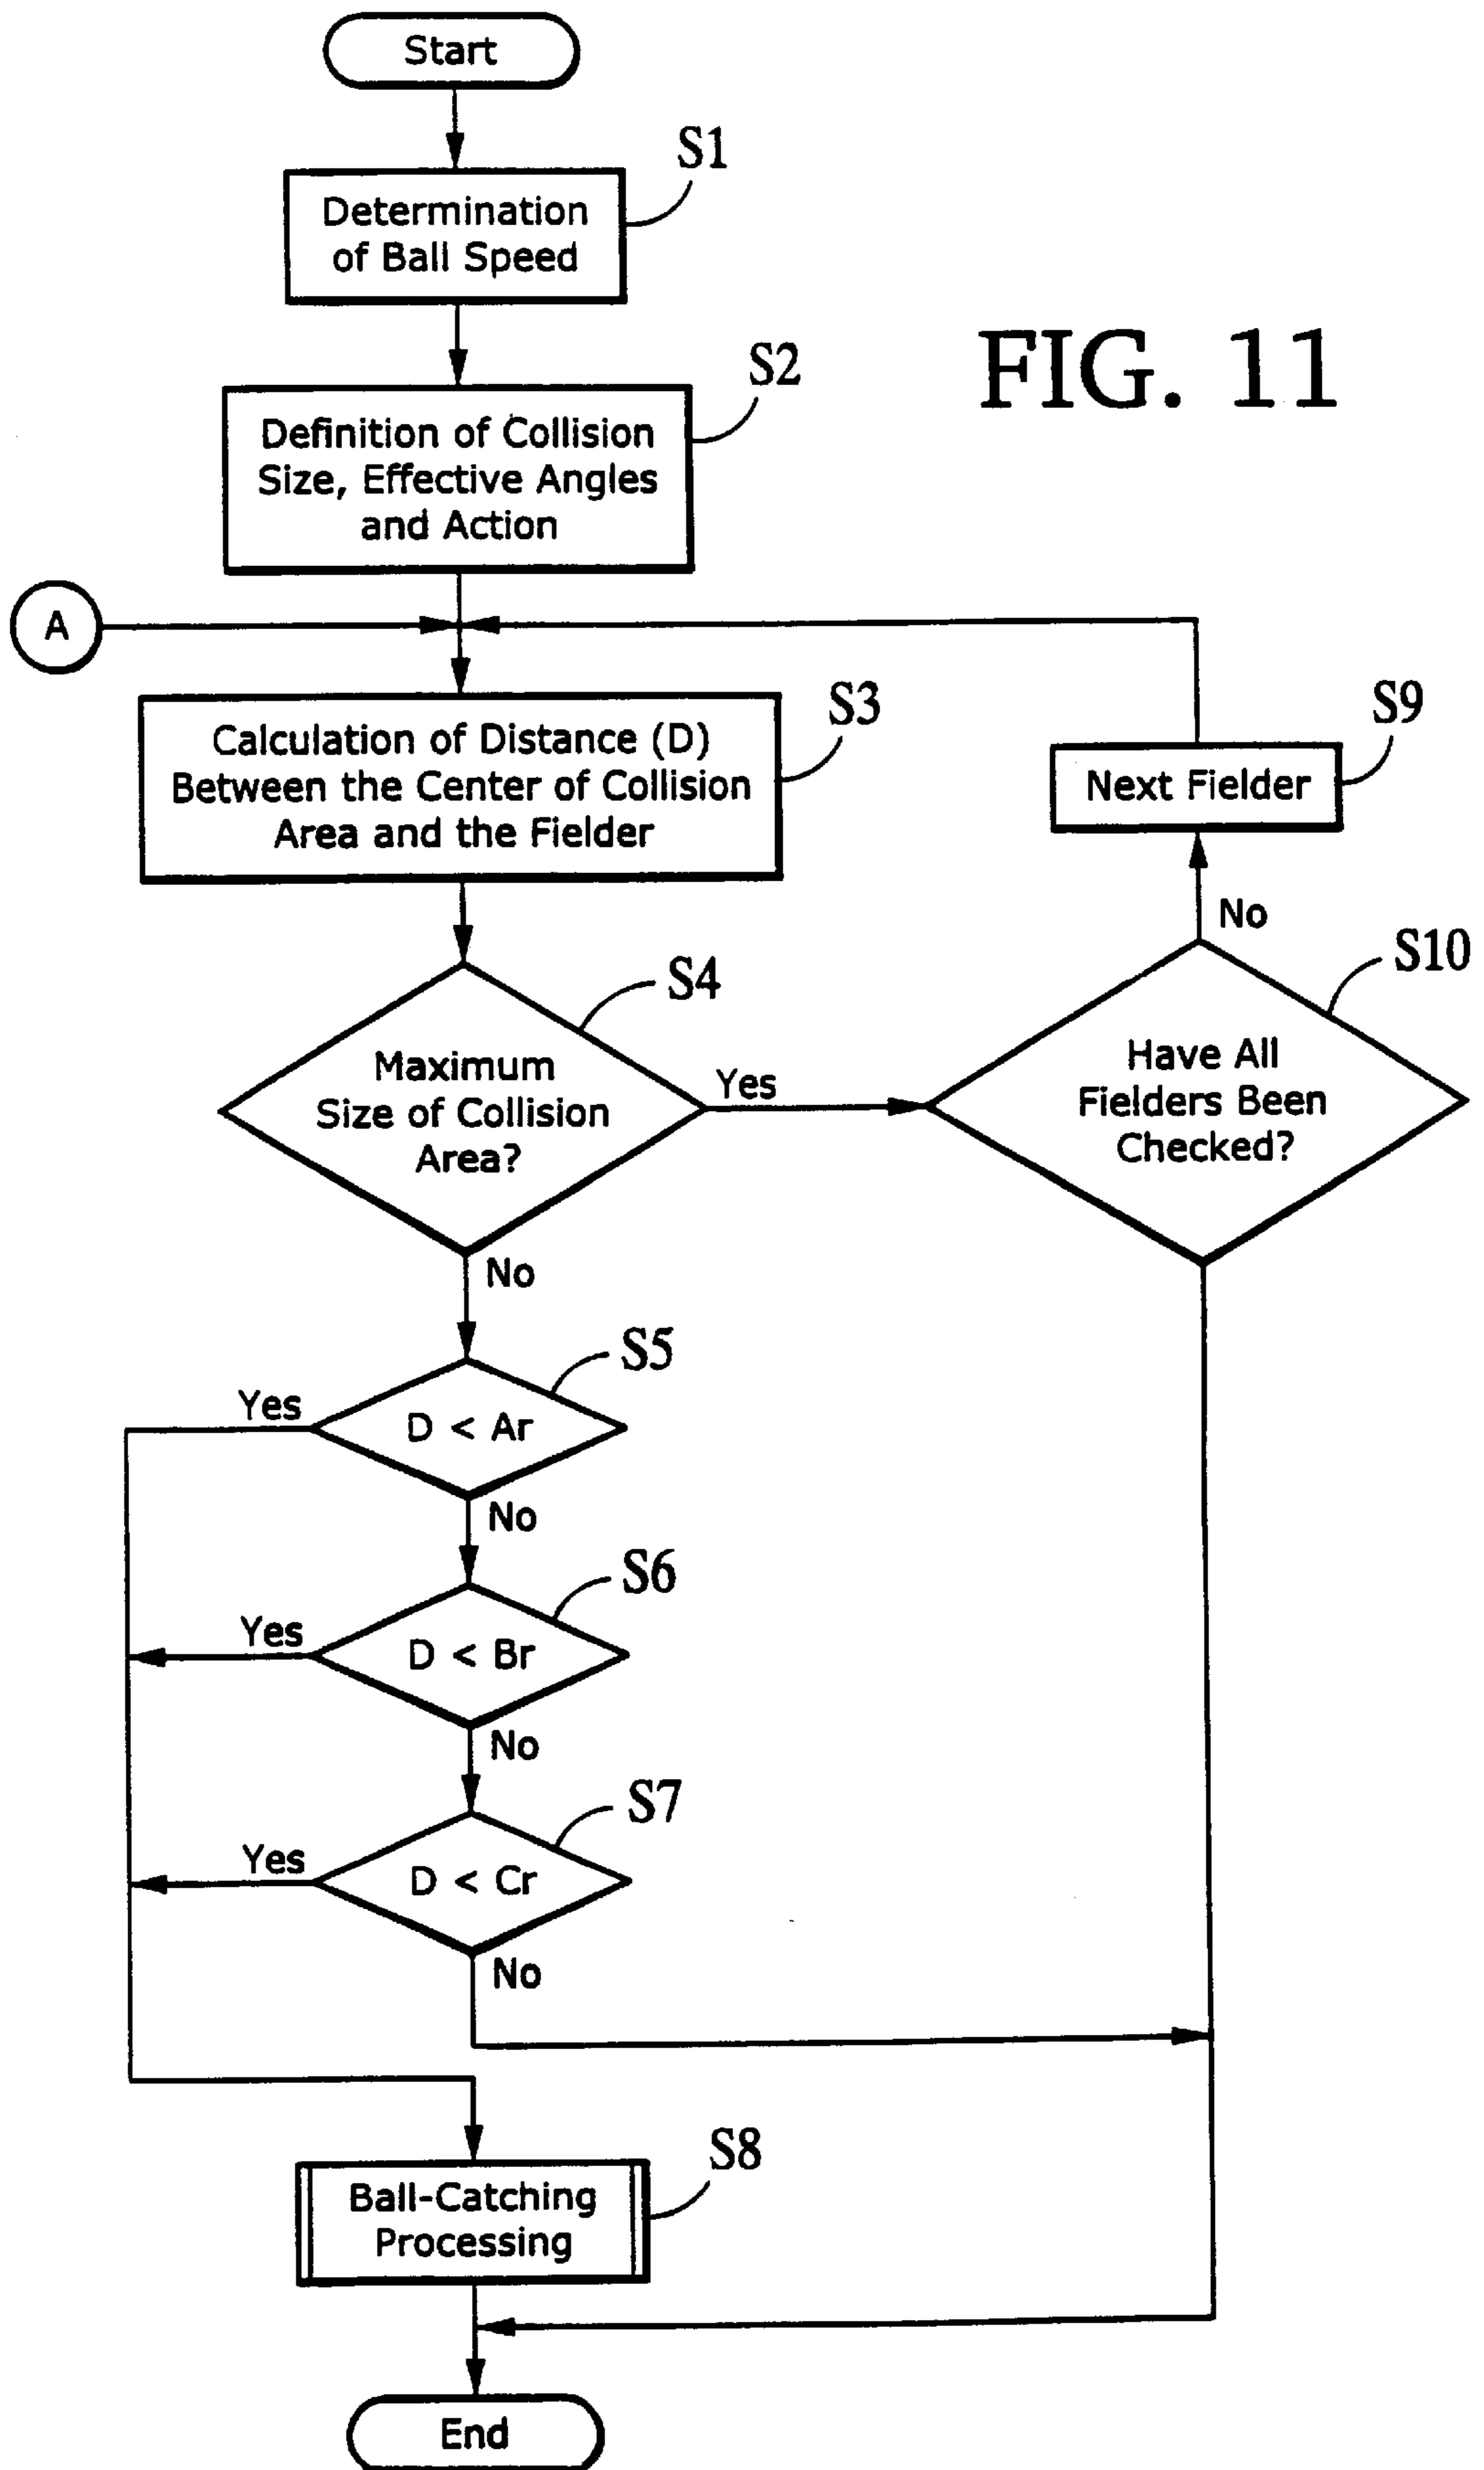 Start
S1
Determination
of Ball Speed
FIG. 11
S2
Definition of Collision
Size, Effective Angles
and Action
A
S3
Calculation of Distance (D)
Between the Center of Collision
Area and the Fielder
S9
Next Fielder
No
S10
S4
Maximum
Size of Collision
Area?
Yes
Have All
Fielders Been
Checked?
No
S5
Yes
D < Ar
No
S6
Yes
D < Br
No
S7
Yes
D < Cr
No
S8
Ball-Catching
Processing
End